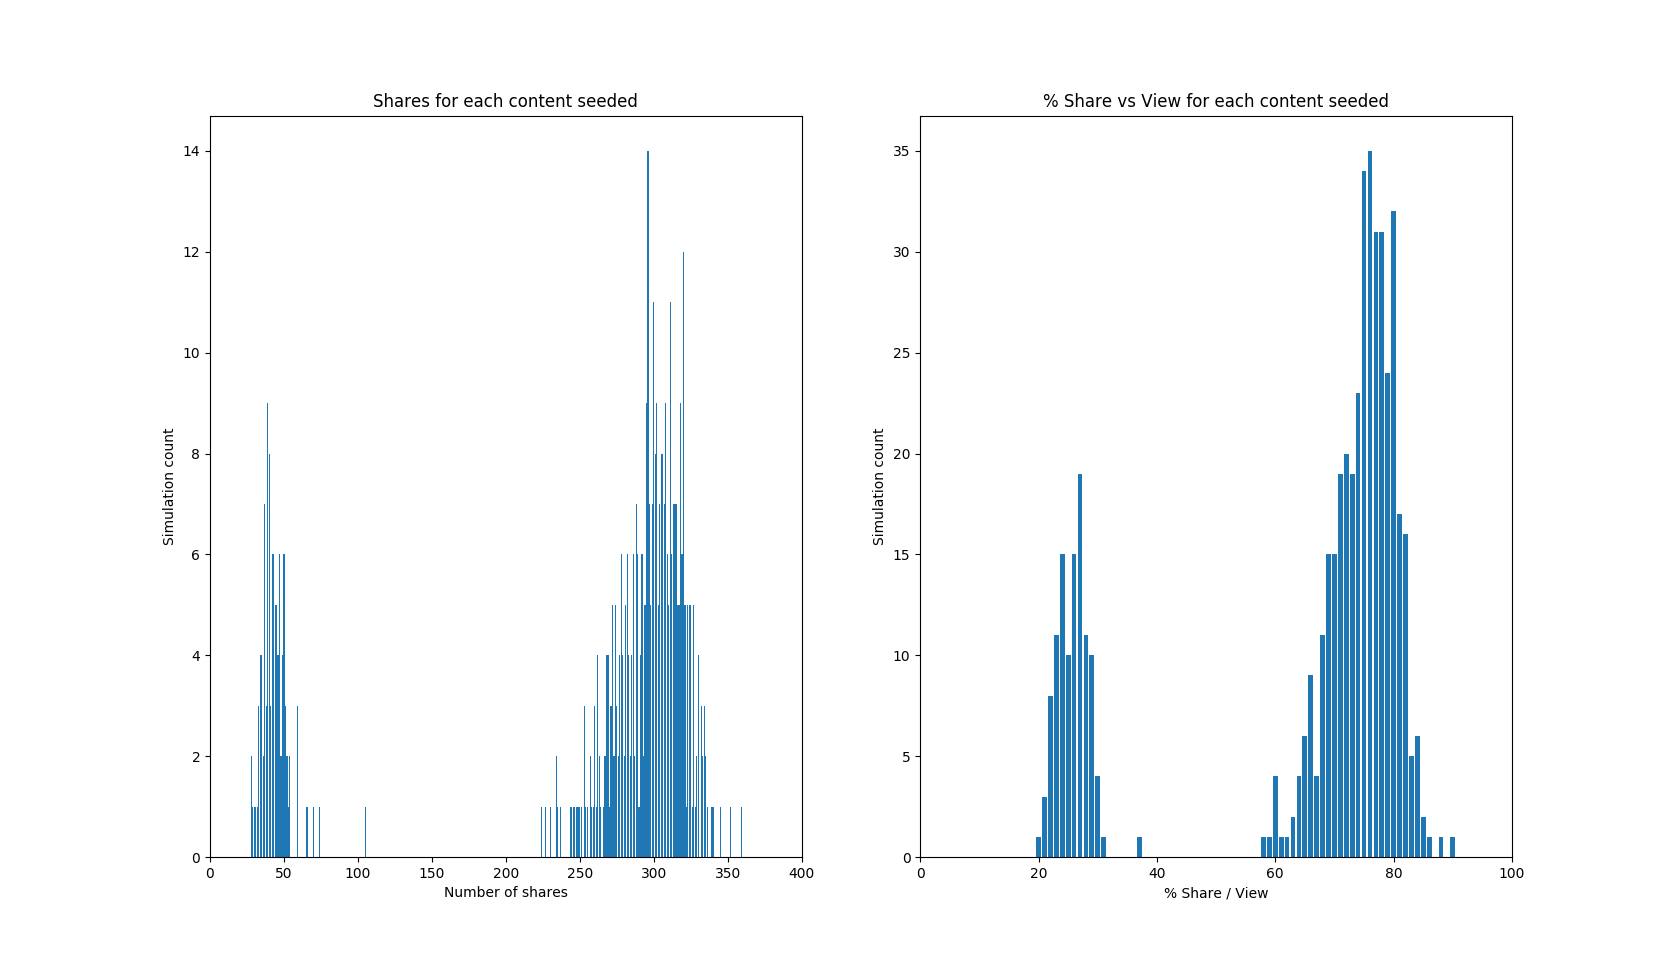 Shares for each content seeded
14
12
10
8
6
4
2
0
0 50 100 150 200 250 300 350 400
Number of shares
Simulation count
% Share vs View for each content seeded
35
30
25
20
15
10
5
0
0 20 40 60 80 100
% Share / View
Simulation count